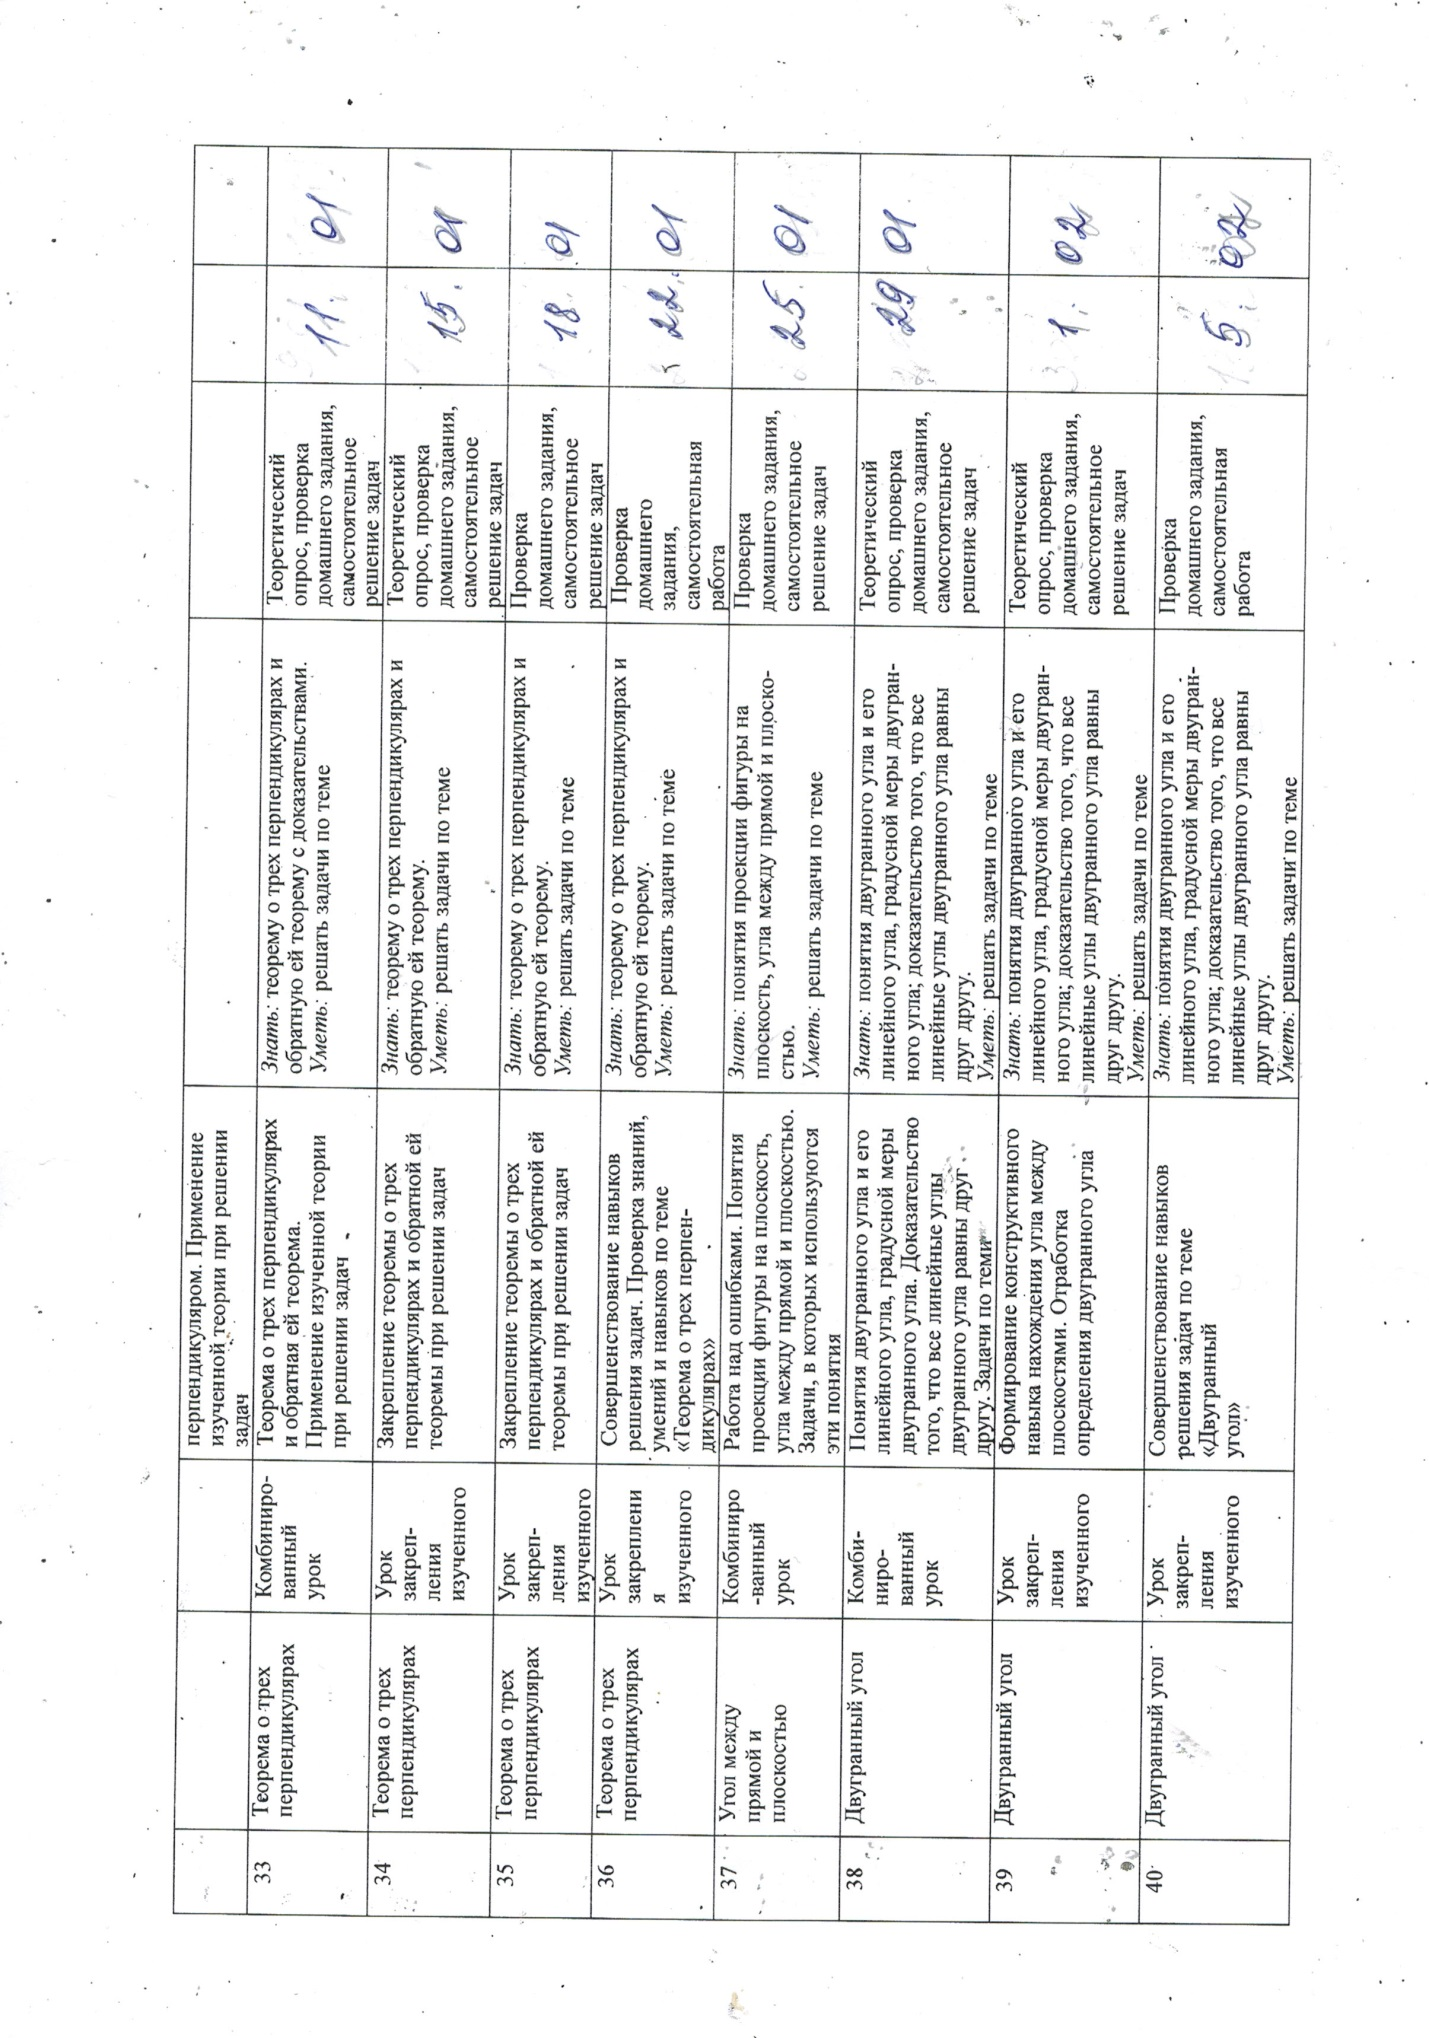 перпендикуляром. Применение
изученной теории при решении
задач
33
Теорема о трех
перпендикулярах
Комбиниро-
ванный
урок
Теорема о трех перпендикулярах
и обратная ей теорема.
Применение изученной теории
при решении задач
Знать: теорему о трех перпендикулярах и
обратную ей теорему с доказательствами.
Уметь: решать задачи по теме
Теоретический
опрос, проверка
домашнего задания,
самостоятельное
решение задач
11.
01
34
Теорема о трех
перпендикулярах
Урок
закреп-
ления
изученного
Закрепление теоремы о трех
перпендикулярах и обратной ей
теоремы при решении задач
Знать: теорему о трех перпендикулярах и
обратную ей теорему.
Уметь: решать задачи по теме
Теоретический
опрос, проверка
домашнего задания,
самостоятельное
решение задач
15.
01
35
Теорема о трех
перпендикулярах
Урок
закреп-
ления
изученного
Закрепление теоремы о трех
перпендикулярах и обратной ей
теоремы при решении задач
Знать: теорему о трех перпендикулярах и
обратную ей теорему.
Уметь: решать задачи по теме
Проверка
домашнего задания,
самостоятельное
решение задач
18.
01
36
Теорема о трех
перпендикулярах
Урок
закреплени
я
изученного
Совершенствование навыков
решения задач. Проверка знаний,
умений и навыков по теме
«Теорема о трех перпен-
дикулярах»
Знать: теорему о трех перпендикулярах и
обратную ей теорему.
Уметь: решать задачи по теме
Проверка
домашнего
задания,
самостоятельная
работа
22.
01
37
Угол между
прямой и
плоскостью
Комбиниро
-ванный
урок
Работа над ошибками. Понятия
проекции фигуры на плоскость,
угла между прямой и плоскостью.
Задачи, в которых используются
эти понятия
Знать: понятия проекции фигуры на
плоскость, угла между прямой и плоско-
стью.
Уметь: решать задачи по теме
Проверка
домашнего задания,
самостоятельное
решение задач
25.
01
38
Двугранный угол
Комби-
ниро-
ванный
урок
Понятия двугранного угла и его
линейного угла, градусной меры
двугранного угла. Доказательство
того, что все линейные углы
двугранного угла равны друг
другу. Задачи по теми
Знать: понятия двугранного угла и его
линейного угла, градусной меры двугран-
ного угла; доказательство того, что все
линейные углы двугранного угла равны
друг другу.
Уметь: решать задачи по теме
Теоретический
опрос, проверка
домашнего задания,
самостоятельное
решение задач
29
01
39
Двугранный угол
Урок
закреп-
ления
изученного
Формирование конструктивного
навыка нахождения угла между
плоскостями. Отработка
определения двугранного угла
Знать: понятия двугранного угла и его
линейного угла, градусной меры двугран-
ного угла; доказательство того, что все
линейные углы двугранного угла равны
друг другу.
Уметь: решать задачи по теме
Теоретический
опрос, проверка
домашнего задания,
самостоятельное
решение задач
1.
02
40
Двугранный угол
Урок
закреп-
ления
изученного
Совершенствование навыков
решения задач по теме
«Двугранный
угол»
Знать: понятия двугранного угла и его
линейного угла, градусной меры двугран-
ного угла; доказательство того, что все
линейные углы двугранного угла равны
друг другу.
Уметь: решать задачи по теме
Проверка
домашнего задания,
самостоятельная
работа
5.
02